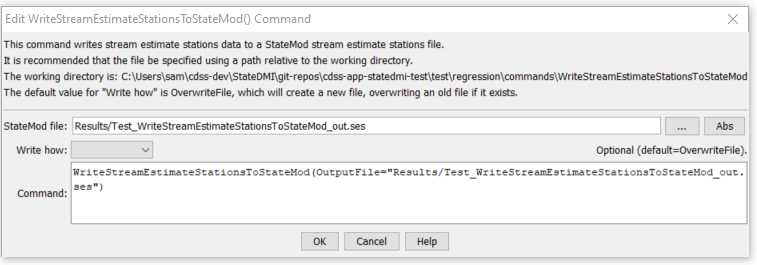 Edit WriteStreamEstimateStationsToStateMod() Command
This command writes stream estimate stations data to a StateMod stream estimate stations file.
It is recommended that the file be specified using a path relative to the working directory.
The working directory is: C:\Users\sam\cdss-dev\StateDMI\git-repos\cdss-app-statedmi-test\test\regression\commands\WriteStreamEstimateStationsToStateMod
The default value for "Write how" is OverwriteFile, which will create a new file, overwriting an old file if it exists.
StateMod file: Results/Test_WriteStreamEstimateStationsToStateMod_out.ses ... Abs
Write how: Optional (default=OverwriteFile).
Command: WriteStreamEstimateStationsToStateMod(OutputFile="Results/Test_WriteStreamEstimateStationsToStateMod_out.
ses")
OK Cancel Help